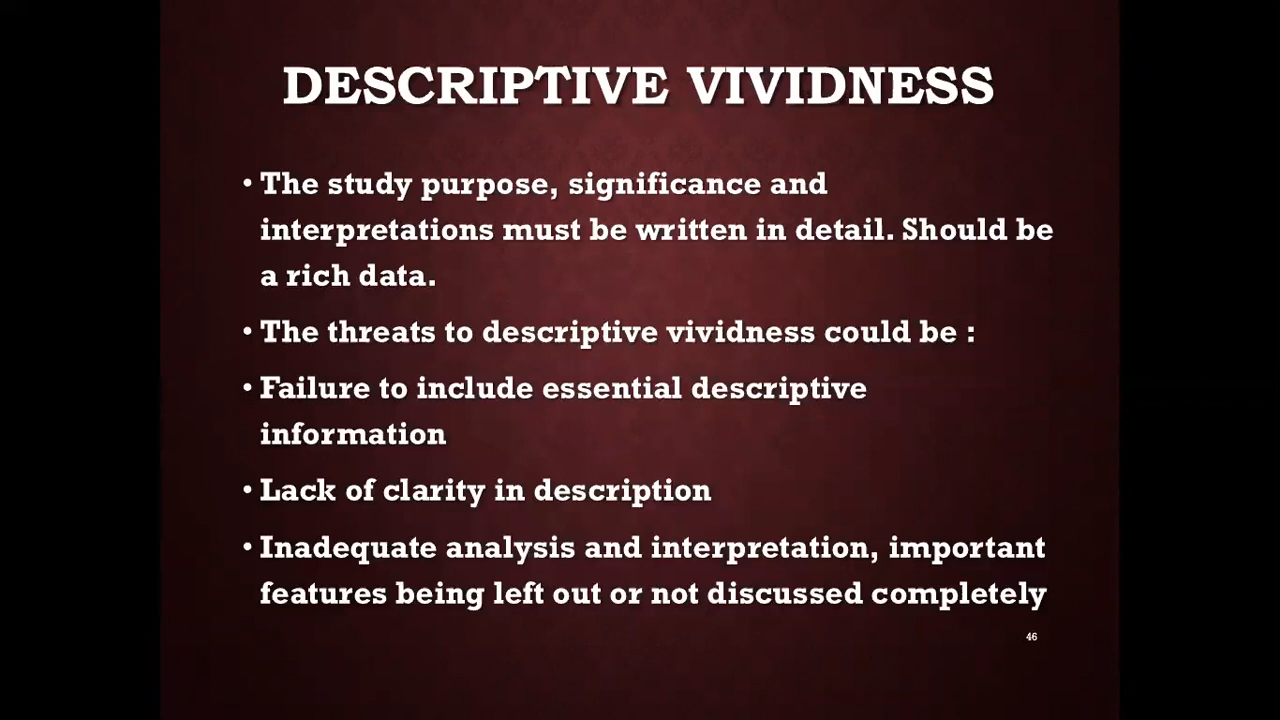 DESCRIPTIVE VIVIDNESS
• The study purpose, significance and
interpretations must be written in detail. Should be
a rich data.
• The threats to descriptive vividness could be :
• Failure to include essential descriptive
information
• Lack of clarity in description
• Inadequate analysis and interpretation, important
features being left out or not discussed completely
46